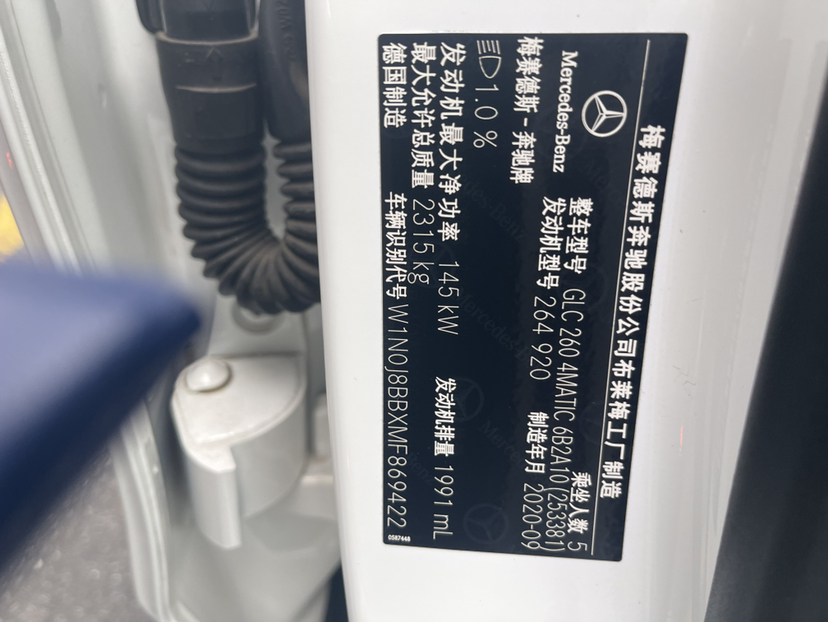 梅赛德斯奔驰股份公司布莱梅工厂制造
Mercedes-Benz
梅赛德斯-奔驰牌
乘坐人数 5
整车型号 GLC 260 4MATIC 6B2A10 (253381)
发动机型号 264 920
制造年月 2020-09
1.0 %
发动机最大净功率 145 kW
发动机排量 1991 mL
最大允许总质量 2315 kg
德国制造
车辆识别代号 W1N0J8BBXMF869422
0587448